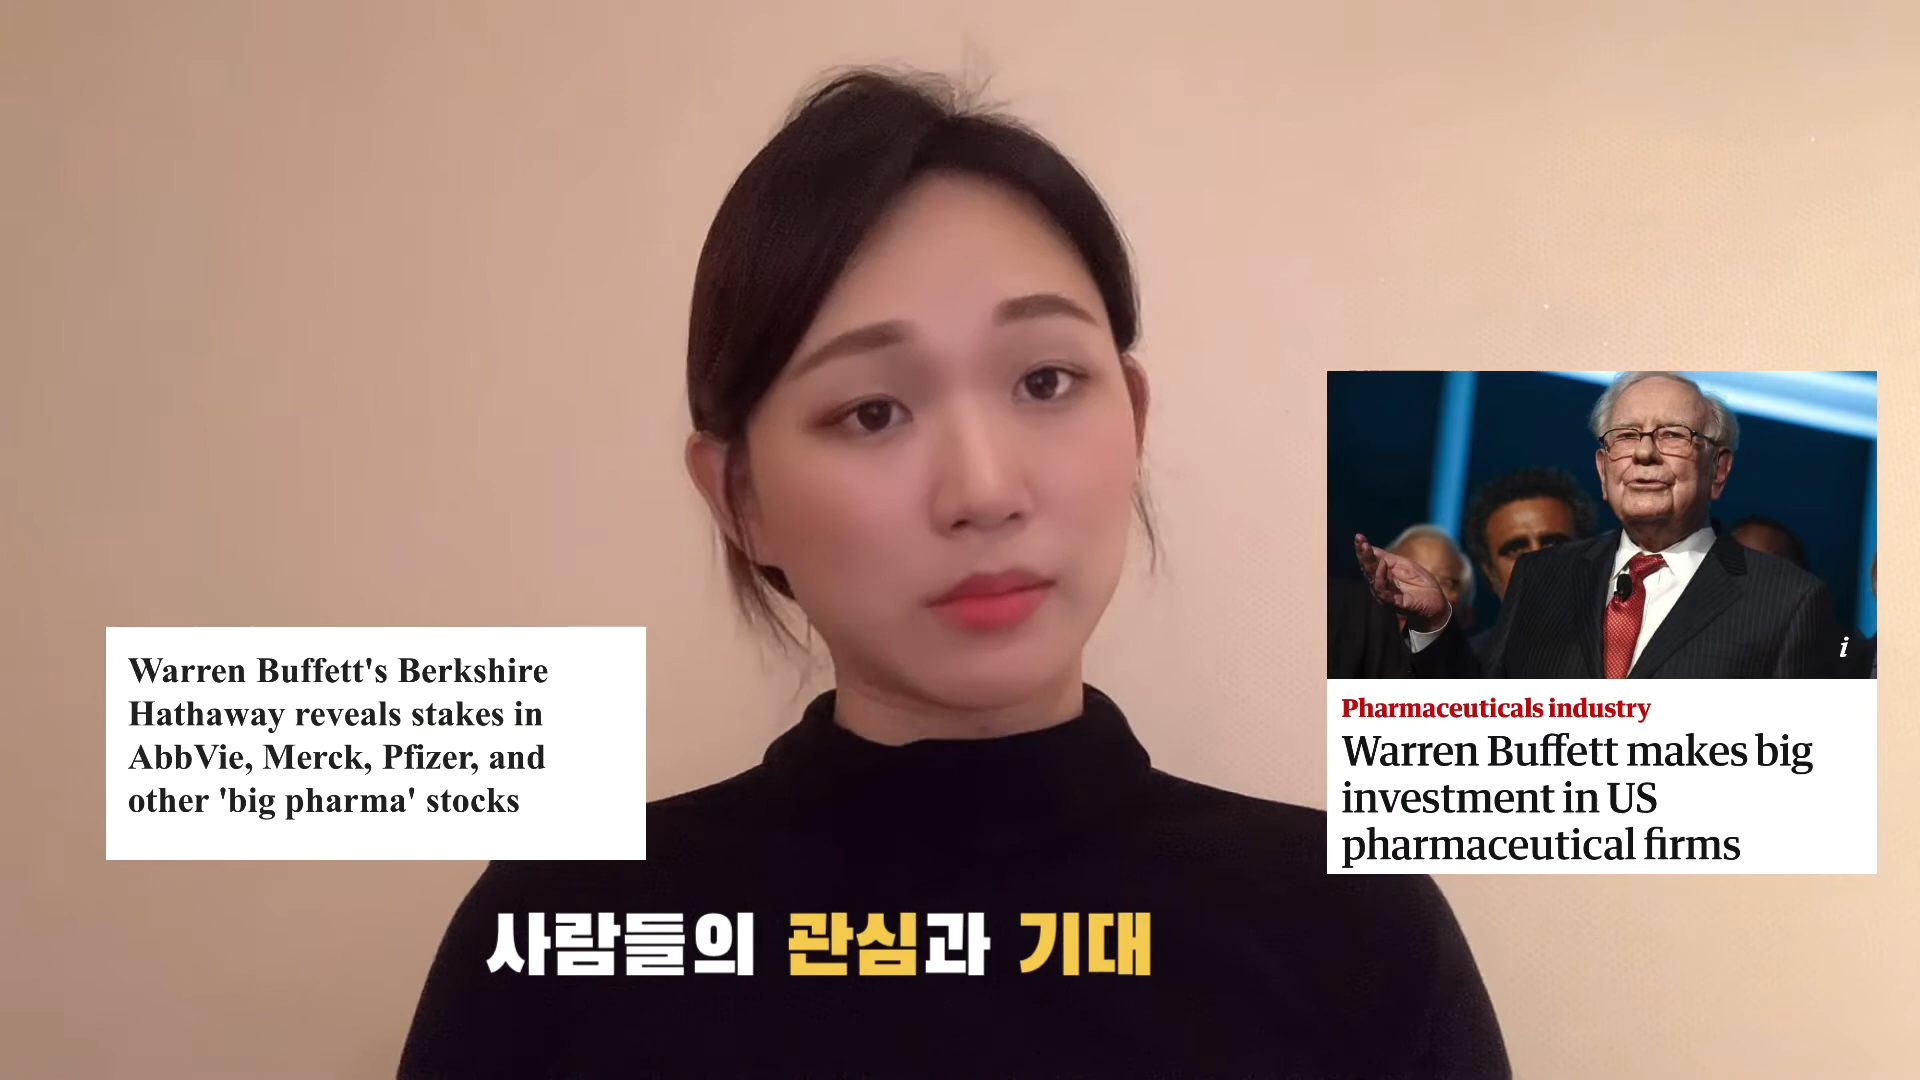 Warren Buffett's Berkshire
Hathaway reveals stakes in
AbbVie, Merck, Pfizer, and
other 'big pharma' stocks
i
Pharmaceuticals industry
Warren Buffett makes big
investment in US
pharmaceutical firms
사람들의 관심과 기대